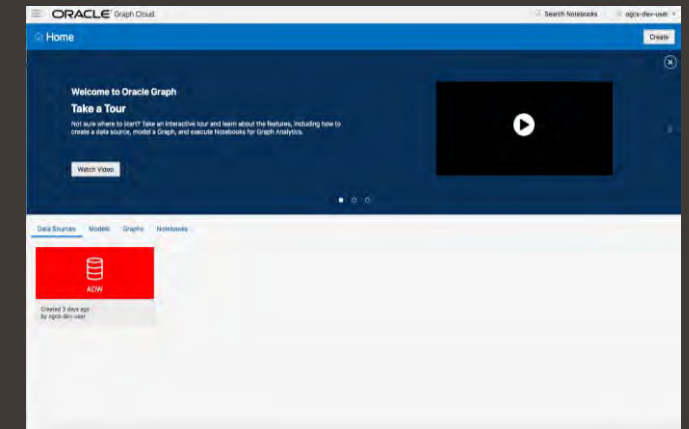 ORACLE Graph Cloud
Search Notebooks
ogcs-dev-user
Home
Create
Welcome to Oracle Graph
Take a Tour
Not sure where to start? Take an interactive tour and learn about the features, including how to
create a data source, model a Graph, and execute Notebooks for Graph Analytics.
Watch Video
Data Sources Models Graphs Notebooks
ADW
Created 3 days ago
by ogcs-dev-user